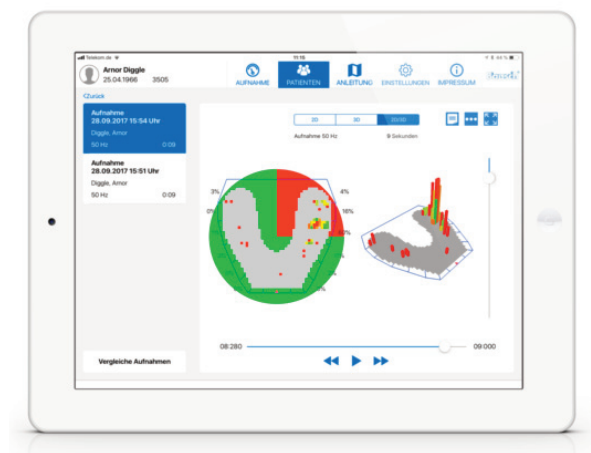 Telekom.de
11:15
Arnor Diggle
25.04.1966 3505
AUFNAHME
PATIENTEN
ANLEITUNG
EINSTELLUNGEN
IMPRESSUM
Zurück
Aufnahme
28.09.2017 15:54 Uhr
Diggle, Arnor
50 Hz 0:09
Aufnahme
28.09.2017 15:51 Uhr
Diggle, Arnor
50 Hz 0:09
Vergleiche Aufnahmen
2D
3D
2D/3D
Aufnahme 50 Hz
9 Sekunden
3%
4%
0%
16%
08:280
09:000